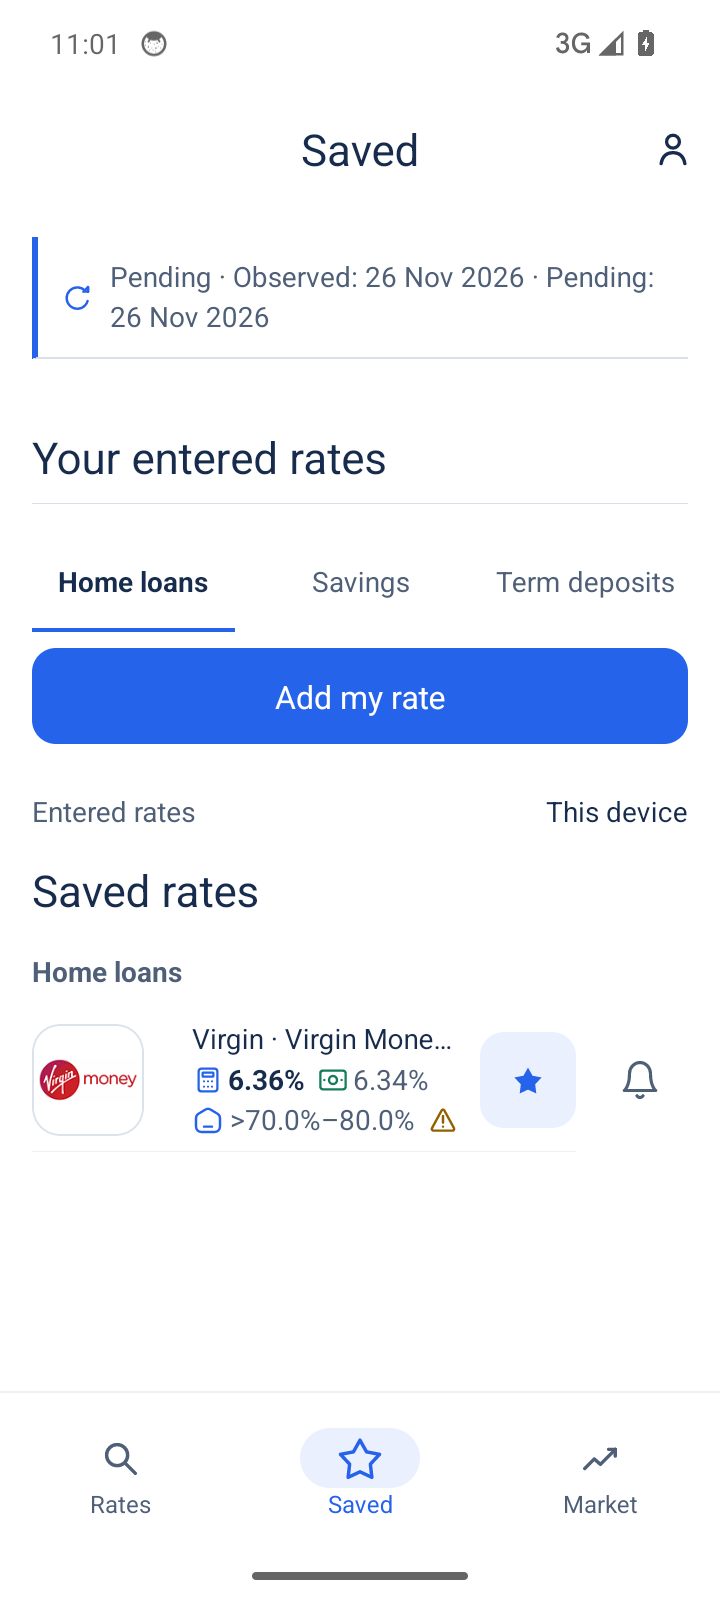 11:01
3G
Saved
Pending · Observed: 26 Nov 2026 · Pending:
26 Nov 2026
Your entered rates
Home loans
Savings
Term deposits
Add my rate
Entered rates
This device
Saved rates
Home loans
Virgin money
Virgin · Virgin Mone…
6.36% 6.34%
>70.0%–80.0%
Rates
Saved
Market